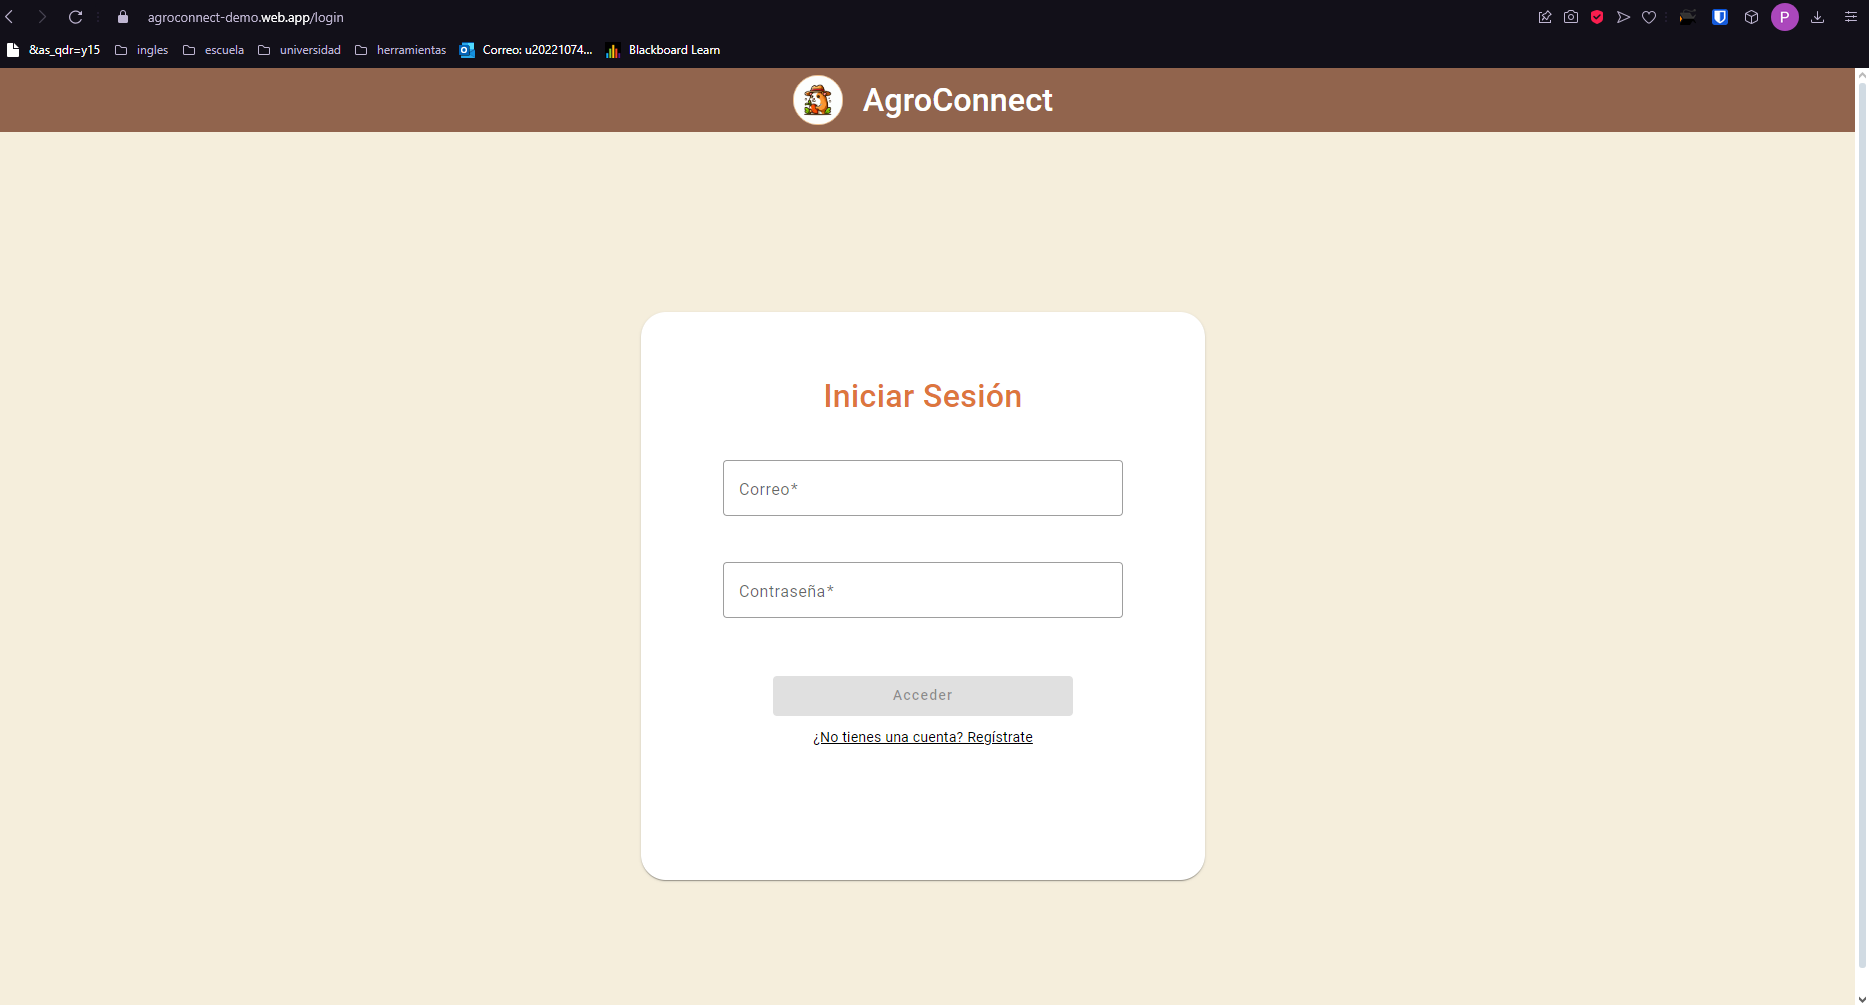 agroconnect-demo.web.app/login
P
&as_qdr=y15
ingles
escuela
universidad
herramientas
Correo: u20221074...
Blackboard Learn
AgroConnect
Iniciar Sesión
Correo*
Contraseña*
Acceder
¿No tienes una cuenta? Regístrate